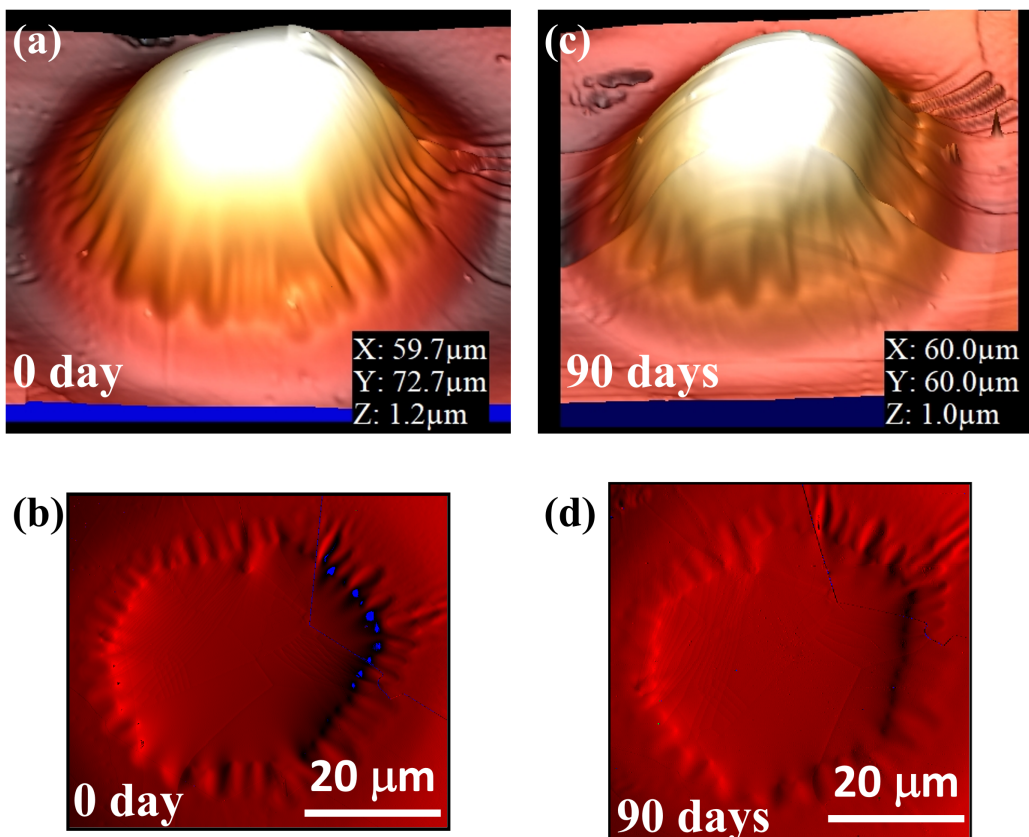 (a)
0 day
X: 59.7µm
Y: 72.7µm
Z: 1.2µm
(c)
90 days
X: 60.0µm
Y: 60.0µm
Z: 1.0µm
(b)
0 day
20 µm
(d)
90 days
20 µm